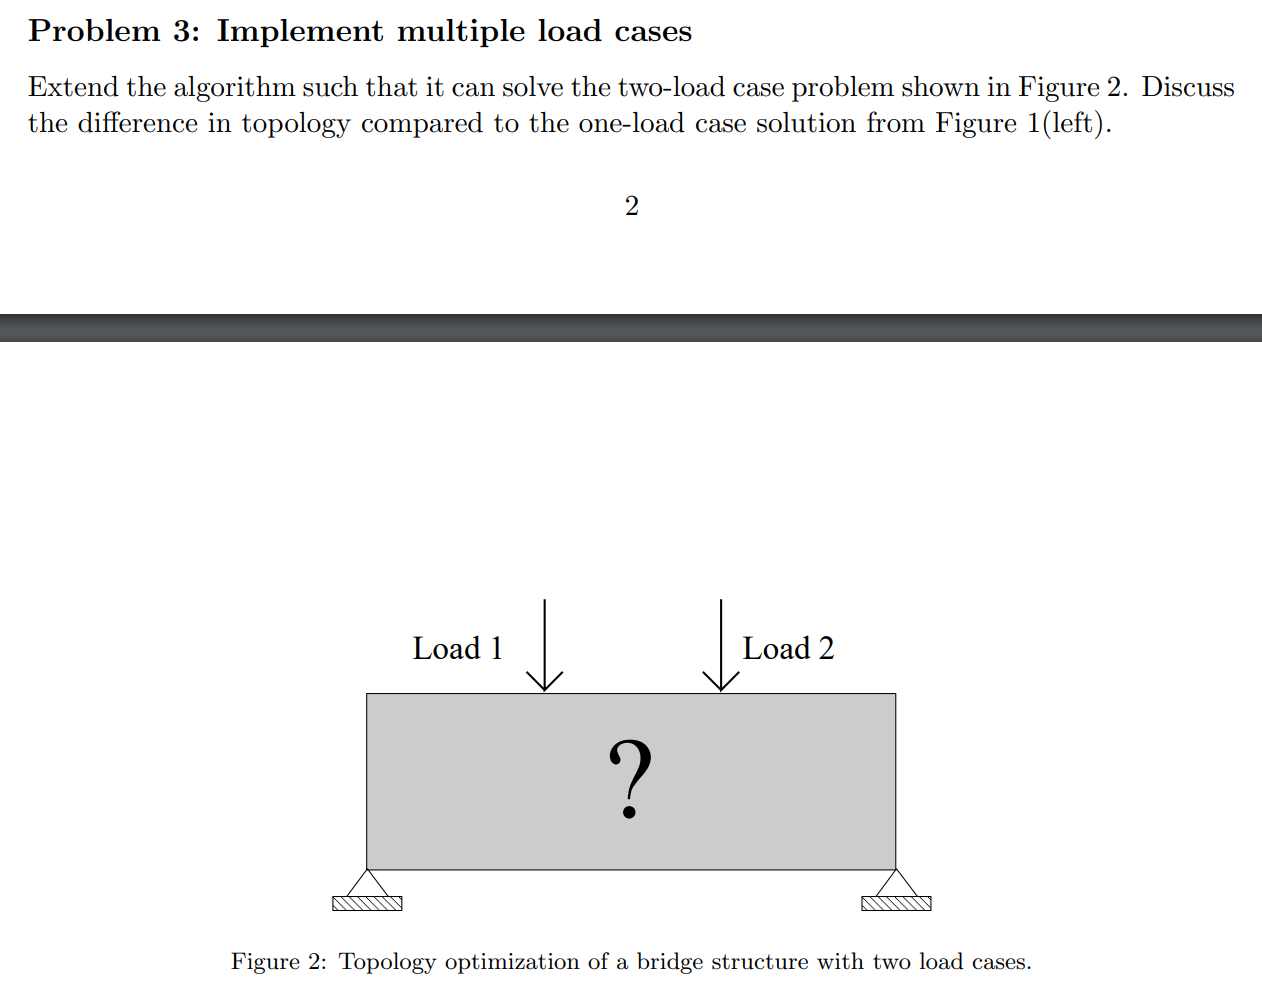 Problem 3: Implement multiple load cases
Extend the algorithm such that it can solve the two-load case problem shown in Figure 2. Discuss
the difference in topology compared to the one-load case solution from Figure 1(left).
2
Load 1
Load 2
?
Figure 2: Topology optimization of a bridge structure with two load cases.